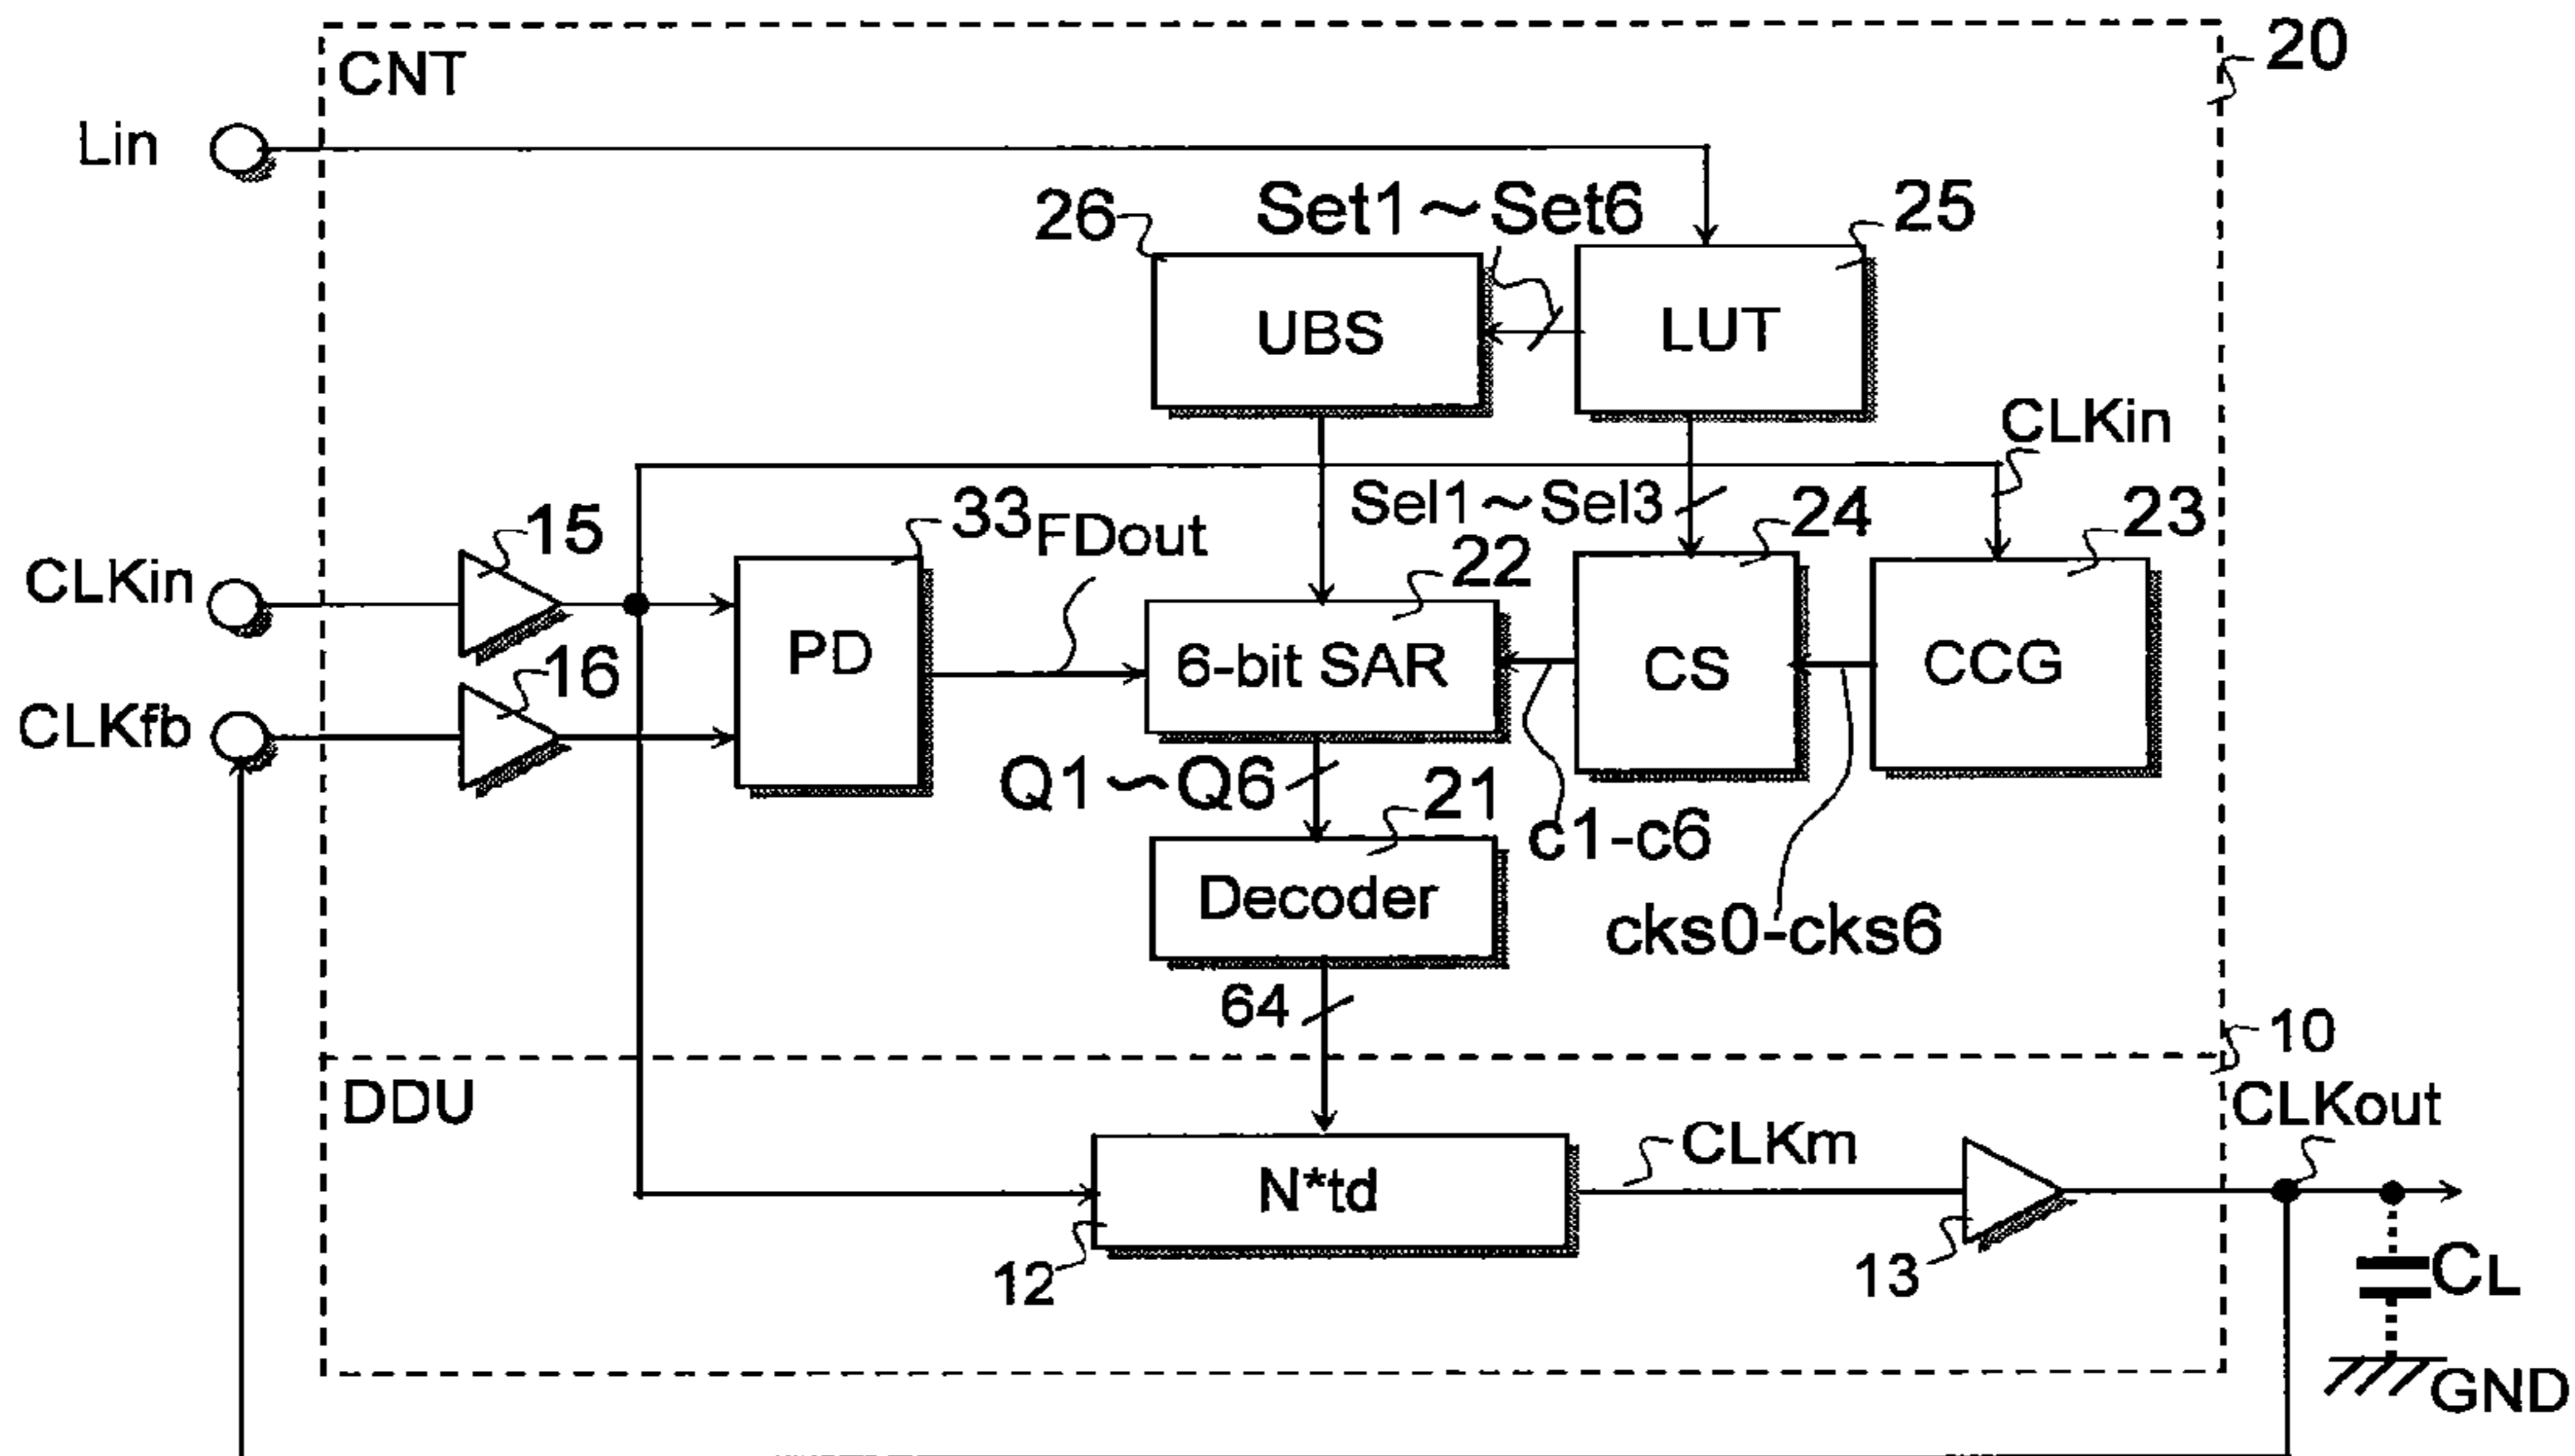 20
CNT
Lin
26
Set1～Set6
25
UBS
LUT
CLKin
15
33
FDout
Sel1～Sel3
24
23
22
CLKin
PD
6-bit SAR
CS
CCG
16
CLKfb
Q1～Q6
21
c1-c6
Decoder
cks0-cks6
64
10
DDU
CLKout
CLKm
N*td
12
13
CL
GND